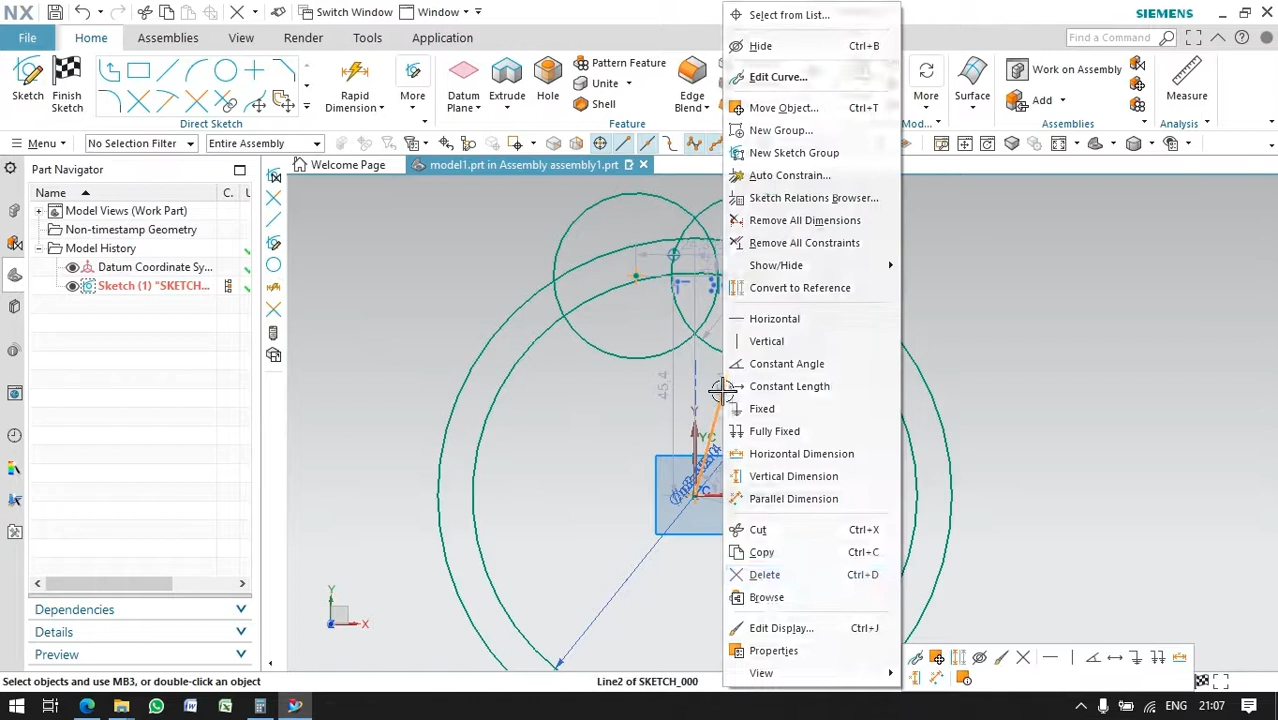 NX
Switch Window
Window
SIEMENS
File
Home
Assemblies
View
Render
Tools
Application
Find a Command
Sketch
Finish
Sketch
Rapid
Dimension
More
Direct Sketch
Datum
Plane
Extrude
Hole
Pattern Feature
Unite
Shell
Edge
Blend
Feature
More
Surface
Mod...
Work on Assembly
Add
Assemblies
Measure
Analysis
Menu
No Selection Filter
Entire Assembly
Part Navigator
Welcome Page
model1.prt in Assembly assembly1.prt
Name
C.
U
Model Views (Work Part)
Non-timestamp Geometry
Model History
Datum Coordinate Sy...
Sketch (1) "SKETCH...
Dependencies
Details
Preview
45,4
Y
YC
Y
X
Select from List...
Hide Ctrl+B
Edit Curve...
Move Object... Ctrl+T
New Group...
New Sketch Group
Auto Constrain...
Sketch Relations Browser...
Remove All Dimensions
Remove All Constraints
Show/Hide
Convert to Reference
Horizontal
Vertical
Constant Angle
Constant Length
Fixed
Fully Fixed
Horizontal Dimension
Vertical Dimension
Parallel Dimension
Cut Ctrl+X
Copy Ctrl+C
Delete Ctrl+D
Browse
Edit Display... Ctrl+J
Properties
View
Select objects and use MB3, or double-click an object
Line2 of SKETCH_000
ENG
21:07